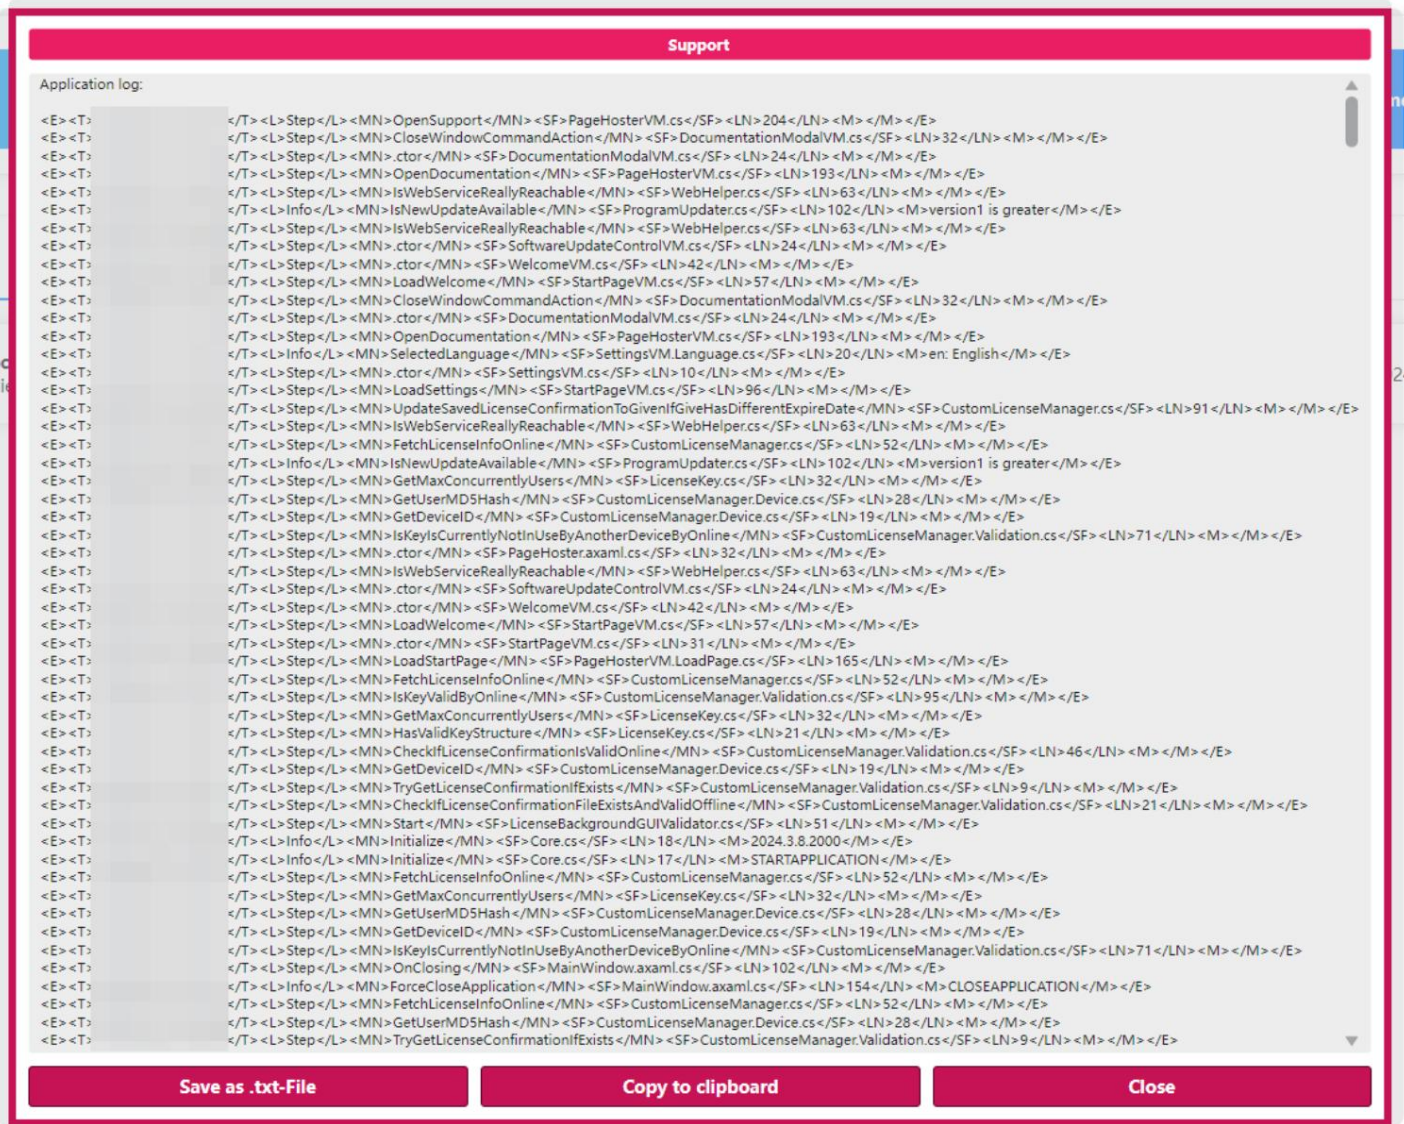 Support
Application log:
<E><T> </T><L>Step</L><MN>OpenSupport</MN><SF>PageHosterVM.cs</SF><LN>204</LN><M></M></E>
<E><T> </T><L>Step</L><MN>CloseWindowCommandAction</MN><SF>DocumentationModalVM.cs</SF><LN>32</LN><M></M></E>
<E><T> </T><L>Step</L><MN>.ctor</MN><SF>DocumentationModalVM.cs</SF><LN>24</LN><M></M></E>
<E><T> </T><L>Step</L><MN>OpenDocumentation</MN><SF>PageHosterVM.cs</SF><LN>193</LN><M></M></E>
<E><T> </T><L>Step</L><MN>IsWebServiceReallyReachable</MN><SF>WebHelper.cs</SF><LN>63</LN><M></M></E>
<E><T> </T><L>Info</L><MN>IsNewUpdateAvailable</MN><SF>ProgramUpdater.cs</SF><LN>102</LN><M>version1 is greater</M></E>
<E><T> </T><L>Step</L><MN>IsWebServiceReallyReachable</MN><SF>WebHelper.cs</SF><LN>63</LN><M></M></E>
<E><T> </T><L>Step</L><MN>.ctor</MN><SF>SoftwareUpdateControlVM.cs</SF><LN>24</LN><M></M></E>
<E><T> </T><L>Step</L><MN>.ctor</MN><SF>WelcomeVM.cs</SF><LN>42</LN><M></M></E>
<E><T> </T><L>Step</L><MN>LoadWelcome</MN><SF>StartPageVM.cs</SF><LN>57</LN><M></M></E>
<E><T> </T><L>Step</L><MN>CloseWindowCommandAction</MN><SF>DocumentationModalVM.cs</SF><LN>32</LN><M></M></E>
<E><T> </T><L>Step</L><MN>.ctor</MN><SF>DocumentationModalVM.cs</SF><LN>24</LN><M></M></E>
<E><T> </T><L>Step</L><MN>OpenDocumentation</MN><SF>PageHosterVM.cs</SF><LN>193</LN><M></M></E>
<E><T> </T><L>Info</L><MN>SelectedLanguage</MN><SF>SettingsVM.Language.cs</SF><LN>20</LN><M>en: English</M></E>
<E><T> </T><L>Step</L><MN>.ctor</MN><SF>SettingsVM.cs</SF><LN>10</LN><M></M></E>
<E><T> </T><L>Step</L><MN>LoadSettings</MN><SF>StartPageVM.cs</SF><LN>96</LN><M></M></E>
<E><T> </T><L>Step</L><MN>UpdateSavedLicenseConfirmationToGivenIfGiveHasDifferentExpireDate</MN><SF>CustomLicenseManager.cs</SF><LN>91</LN><M></M></E>
<E><T> </T><L>Step</L><MN>IsWebServiceReallyReachable</MN><SF>WebHelper.cs</SF><LN>63</LN><M></M></E>
<E><T> </T><L>Step</L><MN>FetchLicenseInfoOnline</MN><SF>CustomLicenseManager.cs</SF><LN>52</LN><M></M></E>
<E><T> </T><L>Info</L><MN>IsNewUpdateAvailable</MN><SF>ProgramUpdater.cs</SF><LN>102</LN><M>version1 is greater</M></E>
<E><T> </T><L>Step</L><MN>GetMaxConcurrentlyUsers</MN><SF>LicenseKey.cs</SF><LN>32</LN><M></M></E>
<E><T> </T><L>Step</L><MN>GetUserMD5Hash</MN><SF>CustomLicenseManager.Device.cs</SF><LN>28</LN><M></M></E>
<E><T> </T><L>Step</L><MN>GetDeviceID</MN><SF>CustomLicenseManager.Device.cs</SF><LN>19</LN><M></M></E>
<E><T> </T><L>Step</L><MN>IsKeyIsCurrentlyNotInUseByAnotherDeviceByOnline</MN><SF>CustomLicenseManager.Validation.cs</SF><LN>71</LN><M></M></E>
<E><T> </T><L>Step</L><MN>.ctor</MN><SF>PageHoster.axaml.cs</SF><LN>32</LN><M></M></E>
<E><T> </T><L>Step</L><MN>IsWebServiceReallyReachable</MN><SF>WebHelper.cs</SF><LN>63</LN><M></M></E>
<E><T> </T><L>Step</L><MN>.ctor</MN><SF>SoftwareUpdateControlVM.cs</SF><LN>24</LN><M></M></E>
<E><T> </T><L>Step</L><MN>.ctor</MN><SF>WelcomeVM.cs</SF><LN>42</LN><M></M></E>
<E><T> </T><L>Step</L><MN>LoadWelcome</MN><SF>StartPageVM.cs</SF><LN>57</LN><M></M></E>
<E><T> </T><L>Step</L><MN>.ctor</MN><SF>StartPageVM.cs</SF><LN>31</LN><M></M></E>
<E><T> </T><L>Step</L><MN>LoadStartPage</MN><SF>PageHosterVM.LoadPage.cs</SF><LN>165</LN><M></M></E>
<E><T> </T><L>Step</L><MN>FetchLicenseInfoOnline</MN><SF>CustomLicenseManager.cs</SF><LN>52</LN><M></M></E>
<E><T> </T><L>Step</L><MN>IsKeyValidByOnline</MN><SF>CustomLicenseManager.Validation.cs</SF><LN>95</LN><M></M></E>
<E><T> </T><L>Step</L><MN>GetMaxConcurrentlyUsers</MN><SF>LicenseKey.cs</SF><LN>32</LN><M></M></E>
<E><T> </T><L>Step</L><MN>HasValidKeyStructure</MN><SF>LicenseKey.cs</SF><LN>21</LN><M></M></E>
<E><T> </T><L>Step</L><MN>CheckIfLicenseConfirmationIsValidOnline</MN><SF>CustomLicenseManager.Validation.cs</SF><LN>46</LN><M></M></E>
<E><T> </T><L>Step</L><MN>GetDeviceID</MN><SF>CustomLicenseManager.Device.cs</SF><LN>19</LN><M></M></E>
<E><T> </T><L>Step</L><MN>TryGetLicenseConfirmationIfExists</MN><SF>CustomLicenseManager.Validation.cs</SF><LN>9</LN><M></M></E>
<E><T> </T><L>Step</L><MN>CheckIfLicenseConfirmationFileExistsAndValidOffline</MN><SF>CustomLicenseManager.Validation.cs</SF><LN>21</LN><M></M></E>
<E><T> </T><L>Step</L><MN>Start</MN><SF>LicenseBackgroundGUIValidator.cs</SF><LN>51</LN><M></M></E>
<E><T> </T><L>Info</L><MN>Initialize</MN><SF>Core.cs</SF><LN>18</LN><M>2024.3.8.2000</M></E>
<E><T> </T><L>Info</L><MN>Initialize</MN><SF>Core.cs</SF><LN>17</LN><M>STARTAPPLICATION</M></E>
<E><T> </T><L>Step</L><MN>FetchLicenseInfoOnline</MN><SF>CustomLicenseManager.cs</SF><LN>52</LN><M></M></E>
<E><T> </T><L>Step</L><MN>GetMaxConcurrentlyUsers</MN><SF>LicenseKey.cs</SF><LN>32</LN><M></M></E>
<E><T> </T><L>Step</L><MN>GetUserMD5Hash</MN><SF>CustomLicenseManager.Device.cs</SF><LN>28</LN><M></M></E>
<E><T> </T><L>Step</L><MN>GetDeviceID</MN><SF>CustomLicenseManager.Device.cs</SF><LN>19</LN><M></M></E>
<E><T> </T><L>Step</L><MN>IsKeyIsCurrentlyNotInUseByAnotherDeviceByOnline</MN><SF>CustomLicenseManager.Validation.cs</SF><LN>71</LN><M></M></E>
<E><T> </T><L>Step</L><MN>OnClosing</MN><SF>MainWindow.axaml.cs</SF><LN>102</LN><M></M></E>
<E><T> </T><L>Info</L><MN>ForceCloseApplication</MN><SF>MainWindow.axaml.cs</SF><LN>154</LN><M>CLOSEAPPLICATION</M></E>
<E><T> </T><L>Step</L><MN>FetchLicenseInfoOnline</MN><SF>CustomLicenseManager.cs</SF><LN>52</LN><M></M></E>
<E><T> </T><L>Step</L><MN>GetUserMD5Hash</MN><SF>CustomLicenseManager.Device.cs</SF><LN>28</LN><M></M></E>
<E><T> </T><L>Step</L><MN>TryGetLicenseConfirmationIfExists</MN><SF>CustomLicenseManager.Validation.cs</SF><LN>9</LN><M></M></E>
Save as .txt-File
Copy to clipboard
Close